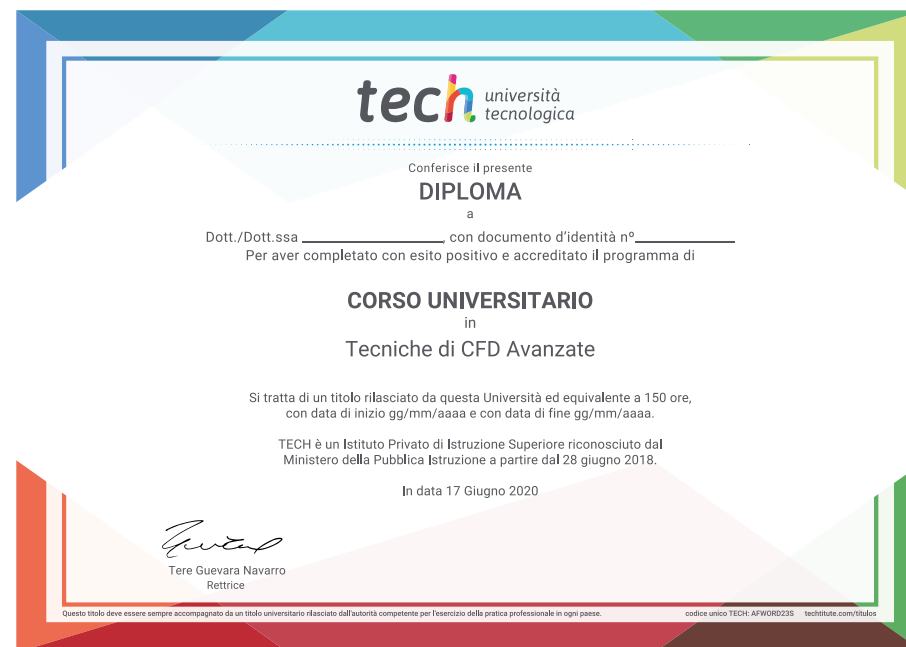 tech università
tecnologica
Conferisce il presente
DIPLOMA
a
Dott./Dott.ssa ____________________, con documento d'identità nº______________
Per aver completato con esito positivo e accreditato il programma di
CORSO UNIVERSITARIO
in
Tecniche di CFD Avanzate
Si tratta di un titolo rilasciato da questa Università ed equivalente a 150 ore,
con data di inizio gg/mm/aaaa e con data di fine gg/mm/aaaa.
TECH è un Istituto Privato di Istruzione Superiore riconosciuto dal
Ministero della Pubblica Istruzione a partire dal 28 giugno 2018.
In data 17 Giugno 2020
Tere Guevara Navarro
Rettrice
Questo titolo deve essere sempre accompagnato da un titolo universitario rilasciato dall'autorità competente per l'esercizio della pratica professionale in ogni paese. codice unico TECH: AFWORD23S techtitute.com/titulos